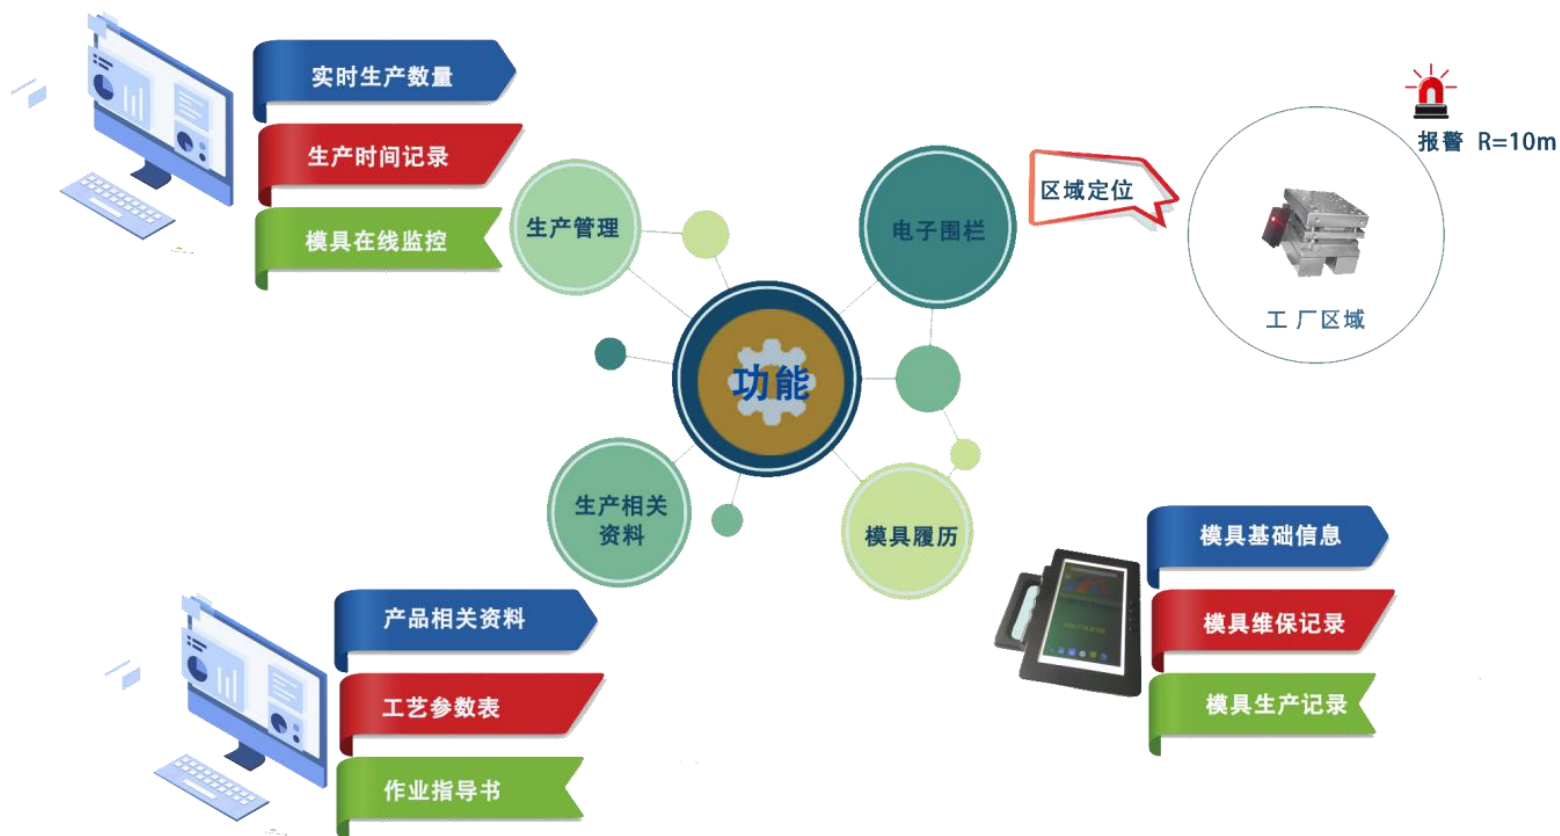 实时生产数量
生产时间记录
模具在线监控
生产管理
电子围栏
区域定位
报警 R=10m
工厂区域
功能
生产相关
资料
模具履历
产品相关资料
工艺参数表
作业指导书
模具基础信息
模具维保记录
模具生产记录